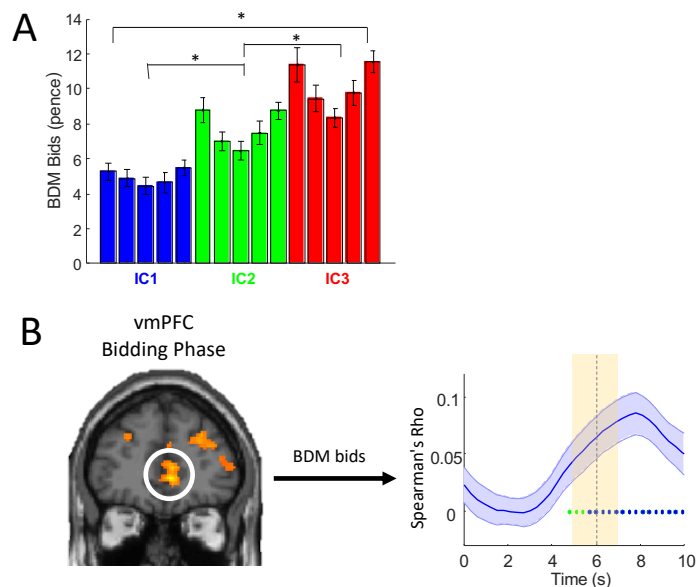 A
*
*
*
14
12
10
8
6
4
2
0
BDM Bids (pence)
IC1
IC2
IC3
B
vmPFC
Bidding Phase
BDM bids
Spearman's Rho
0.1
0.05
0
0
2
4
6
8
10
Time (s)